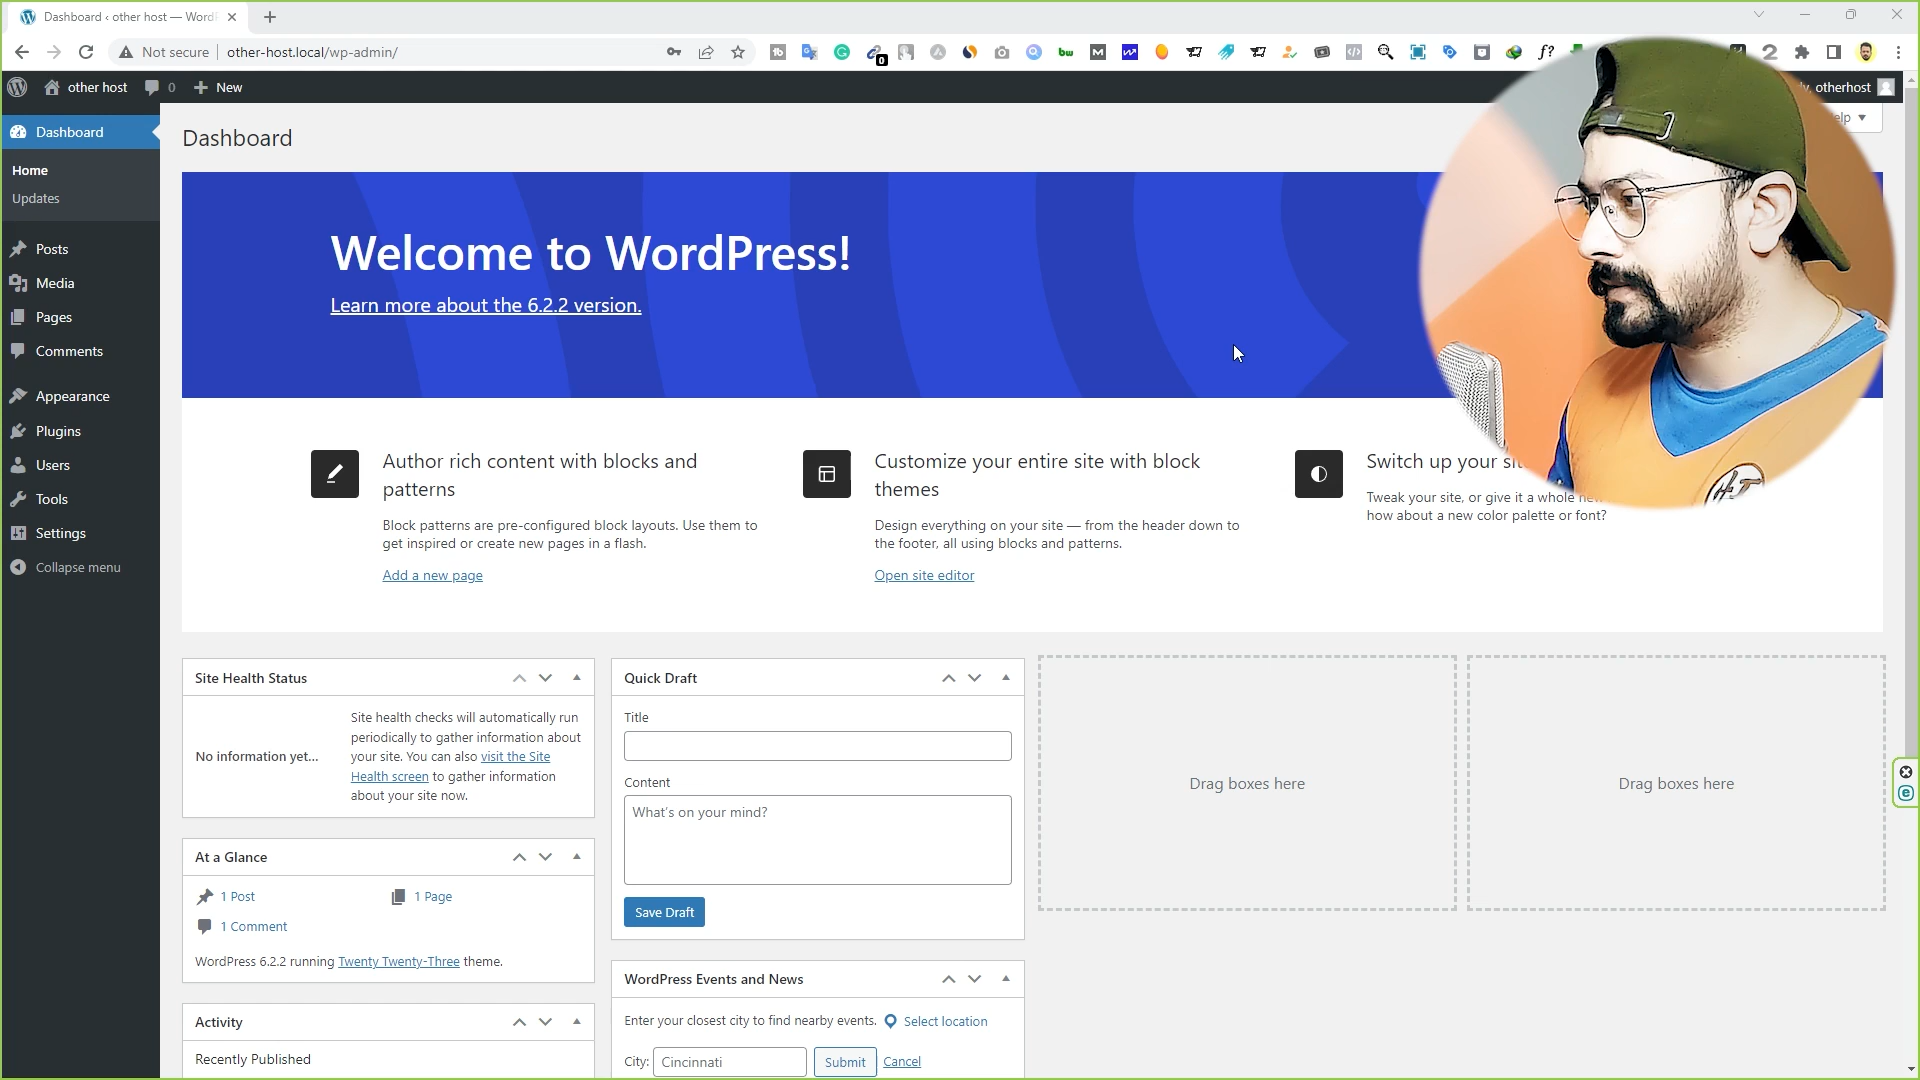 Dashboard ‹ other host — Word
Not secure
other-host.local/wp-admin/
0
bw
M
f?
other host
0
New
otherhost
Dashboard
Home
Updates
Posts
Media
Pages
Comments
Appearance
Plugins
Users
Tools
Settings
Collapse menu
Dashboard
Welcome to WordPress!
Learn more about the 6.2.2 version.
Author rich content with blocks and
patterns
Block patterns are pre-configured block layouts. Use them to
get inspired or create new pages in a flash.
Add a new page
Customize your entire site with block
themes
Design everything on your site — from the header down to
the footer, all using blocks and patterns.
Open site editor
Switch up your
Tweak your site, or give it a whole
how about a new color palette or font?
Site Health Status
No information yet...
Site health checks will automatically run
periodically to gather information about
your site. You can also visit the Site
Health screen to gather information
about your site now.
At a Glance
1 Post
1 Page
1 Comment
WordPress 6.2.2 running Twenty Twenty-Three theme.
Activity
Recently Published
Quick Draft
Title
Content
What's on your mind?
Save Draft
WordPress Events and News
Enter your closest city to find nearby events.
Select location
City:
Cincinnati
Submit
Cancel
Drag boxes here
Drag boxes here